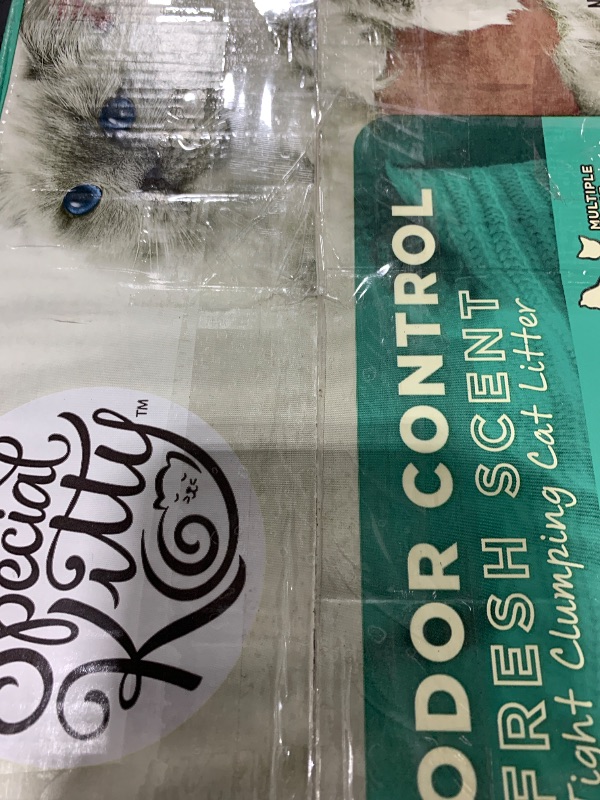 Special
Kitty™
ODOR CONTROL
FRESH SCENT
Tight Clumping Cat Litter
MULTIPLE